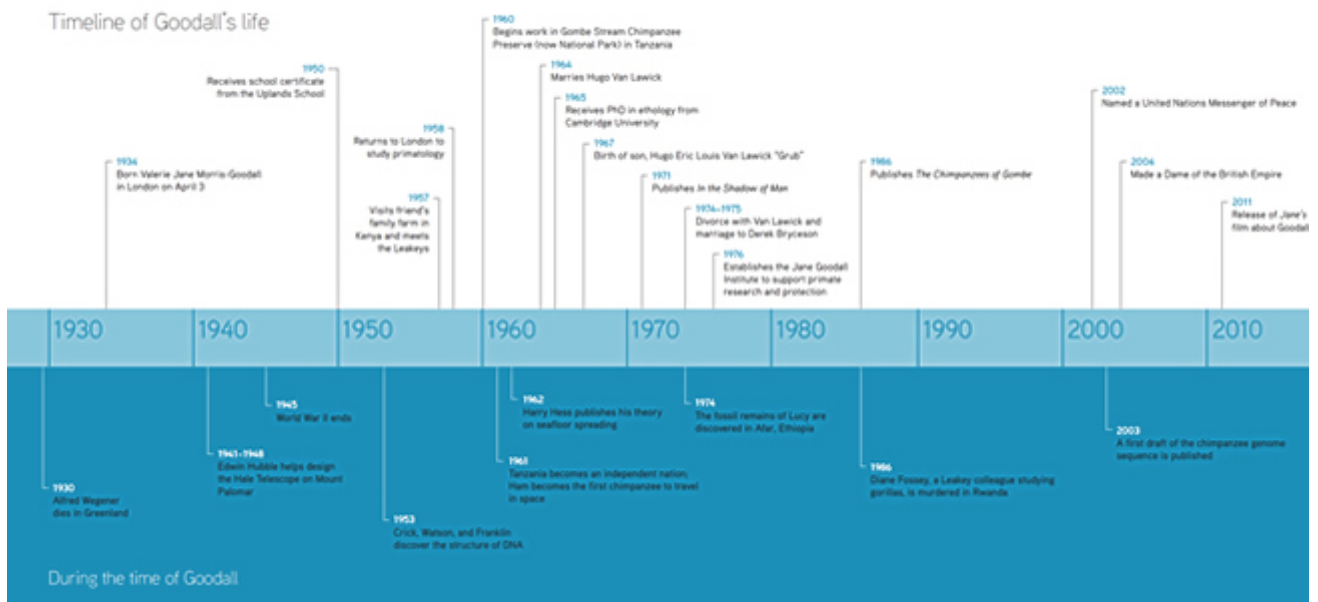 Timeline of Goodall's life
1934
Born Valerie Jane Morris-Goodall
in London on April 3
1950
Receives school certificate
from the Uplands School
1957
Visits friend's
family farm in
Kenya and meets
the Leakeys
1958
Returns to London to
study primatology
1960
Begins work in Gombe Stream Chimpanzee
Preserve (now National Park) in Tanzania
1964
Marries Hugo Van Lawick
1965
Receives PhD in ethology from
Cambridge University
1967
Birth of son, Hugo Eric Louis Van Lawick "Grub"
1971
Publishes In the Shadow of Man
1974-1975
Divorce with Van Lawick and
marriage to Derek Bryceson
1976
Establishes the Jane Goodall
Institute to support primate
research and protection
1986
Publishes The Chimpanzees of Gombe
2002
Named a United Nations Messenger of Peace
2004
Made a Dame of the British Empire
2011
Release of Jane's
film about Goodall
1930
1940
1950
1960
1970
1980
1990
2000
2010
1930
Alfred Wegener
dies in Greenland
1941-1948
Edwin Hubble helps design
the Hale Telescope on Mount
Palomar
1945
World War II ends
1953
Crick, Watson, and Franklin
discover the structure of DNA
1961
Tanzania becomes an independent nation;
Ham becomes the first chimpanzee to travel
in space
1962
Harry Hess publishes his theory
on seafloor spreading
1974
The fossil remains of Lucy are
discovered in Afar, Ethiopia
1986
Diane Fossey, a Leakey colleague studying
gorillas, is murdered in Rwanda
2003
A first draft of the chimpanzee genome
sequence is published
During the time of Goodall